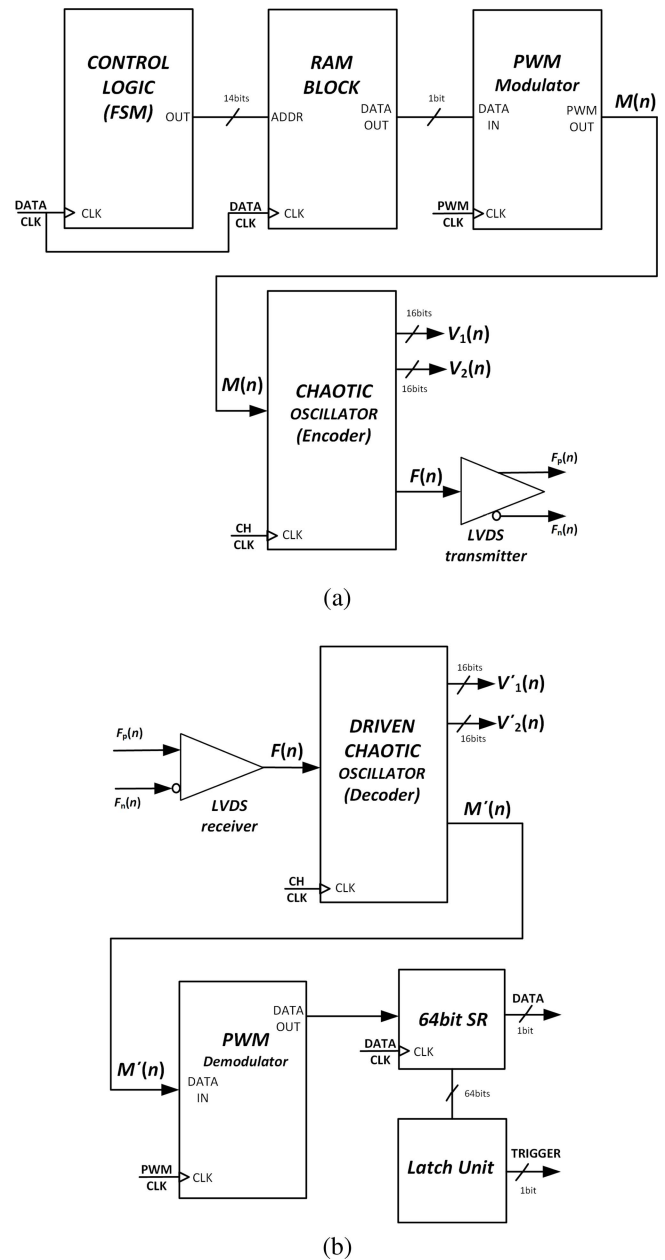 CONTROL
LOGIC
(FSM)
OUT
14bits
DATA
CLK
CLK
RAM
BLOCK
ADDR
DATA
OUT
DATA
CLK
CLK
1bit
PWM
Modulator
DATA
IN
PWM
OUT
PWM
CLK
CLK
M(n)
M(n)
CHAOTIC
OSCILLATOR
(Encoder)
CH
CLK
CLK
16bits
V₁(n)
V₂(n)
16bits
F(n)
Fₚ(n)
Fₙ(n)
LVDS
transmitter
(a)
Fₚ(n)
Fₙ(n)
LVDS
receiver
F(n)
DRIVEN
CHAOTIC
OSCILLATOR
(Decoder)
CH
CLK
CLK
16bits
V´₁(n)
V´₂(n)
16bits
M´(n)
M´(n)
DATA
OUT
PWM
Demodulator
DATA
IN
PWM
CLK
CLK
64bit SR
DATA
CLK
CLK
DATA
1bit
64bits
Latch Unit
TRIGGER
1bit
(b)